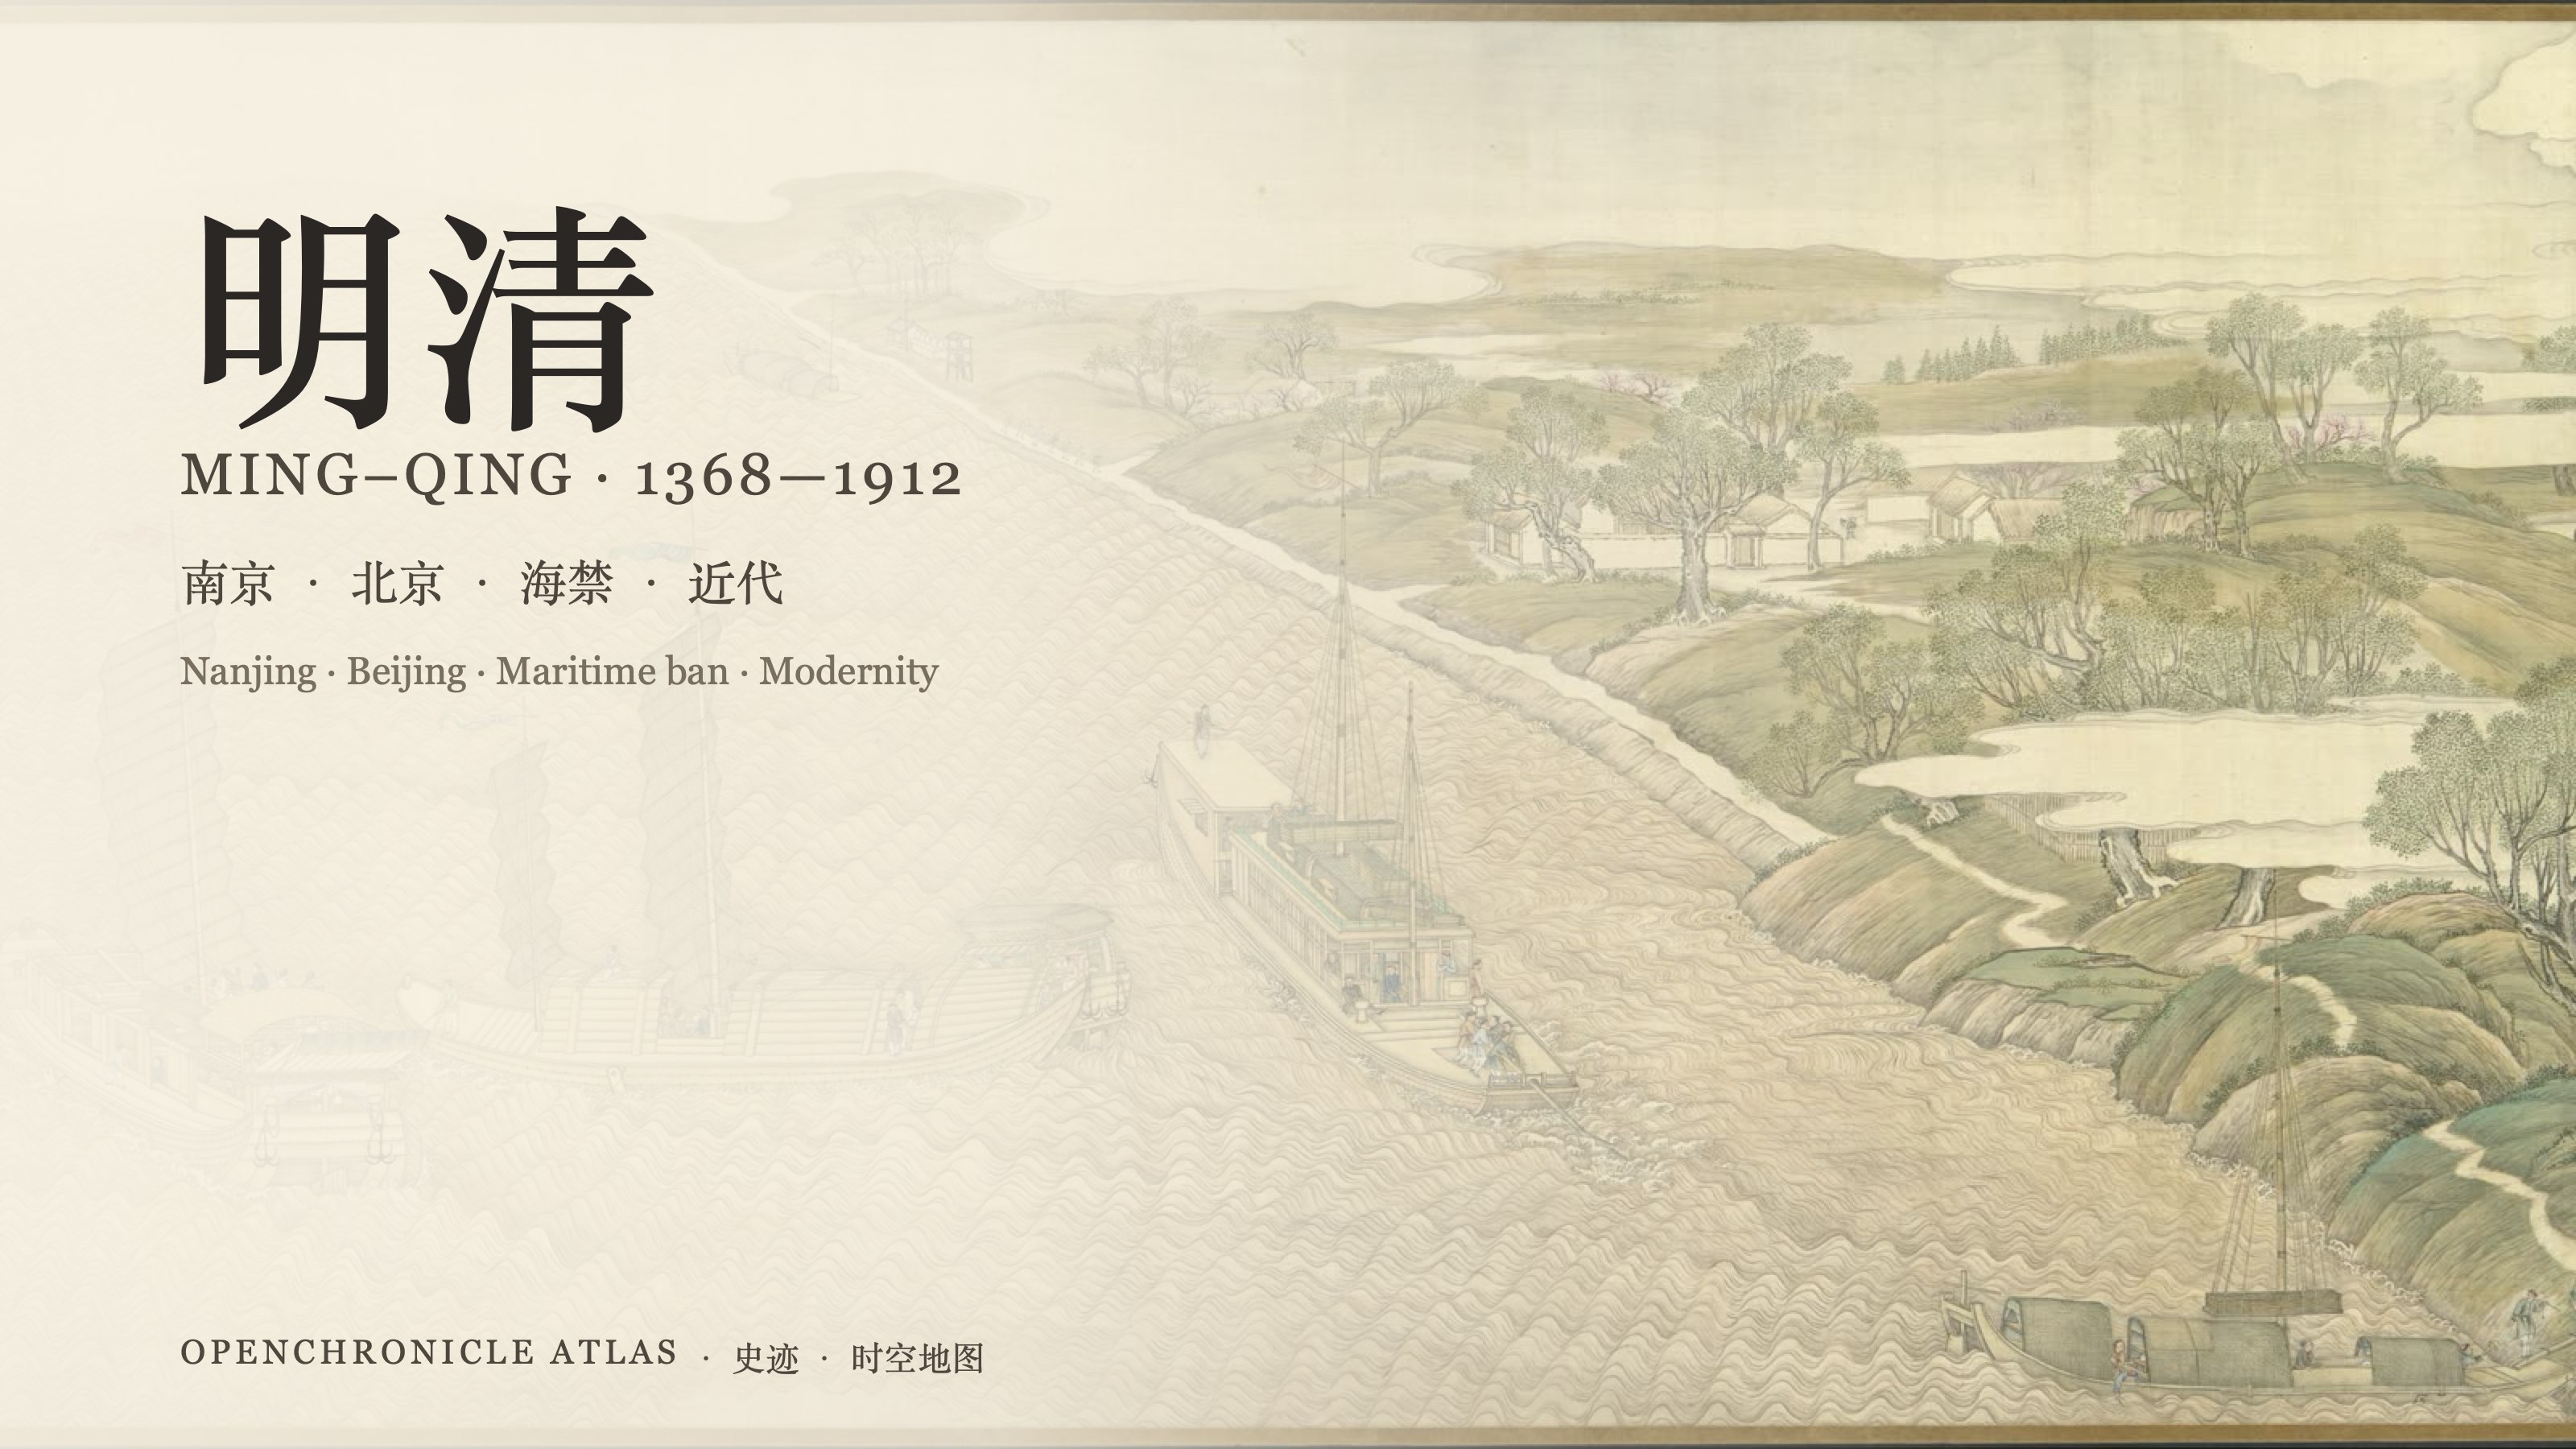 明清
MING–QING · 1368—1912
南京 · 北京 · 海禁 · 近代
Nanjing · Beijing · Maritime ban · Modernity
OPENCHRONICLE ATLAS · 史迹 · 时空地图